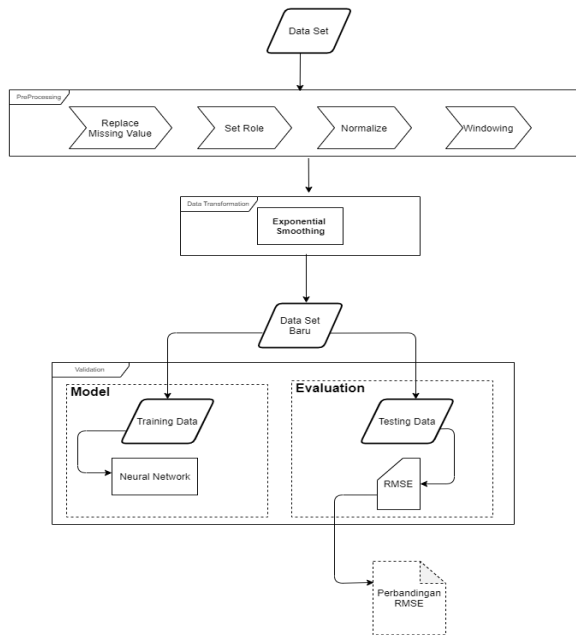 Data Set
PreProcessing
Replace
Missing Value
Set Role
Normalize
Windowing
Data Transformation
Exponential
Smoothing
Data Set
Baru
Validation
Model
Training Data
Neural Network
Evaluation
Testing Data
RMSE
Perbandingan
RMSE